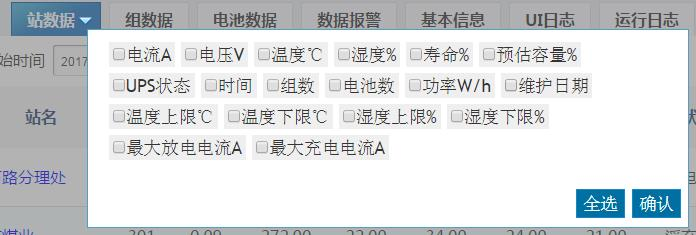 站数据 组数据 电池数据 数据报警 基本信息 UI日志 运行日志
始时间 2017
电流A 电压V 温度℃ 湿度% 寿命% 预估容量%
UPS状态 时间 组数 电池数 功率W/h 维护日期
站名
温度上限℃ 温度下限℃ 湿度上限% 湿度下限%
最大放电电流A 最大充电电流A
路分理处
全选 确认